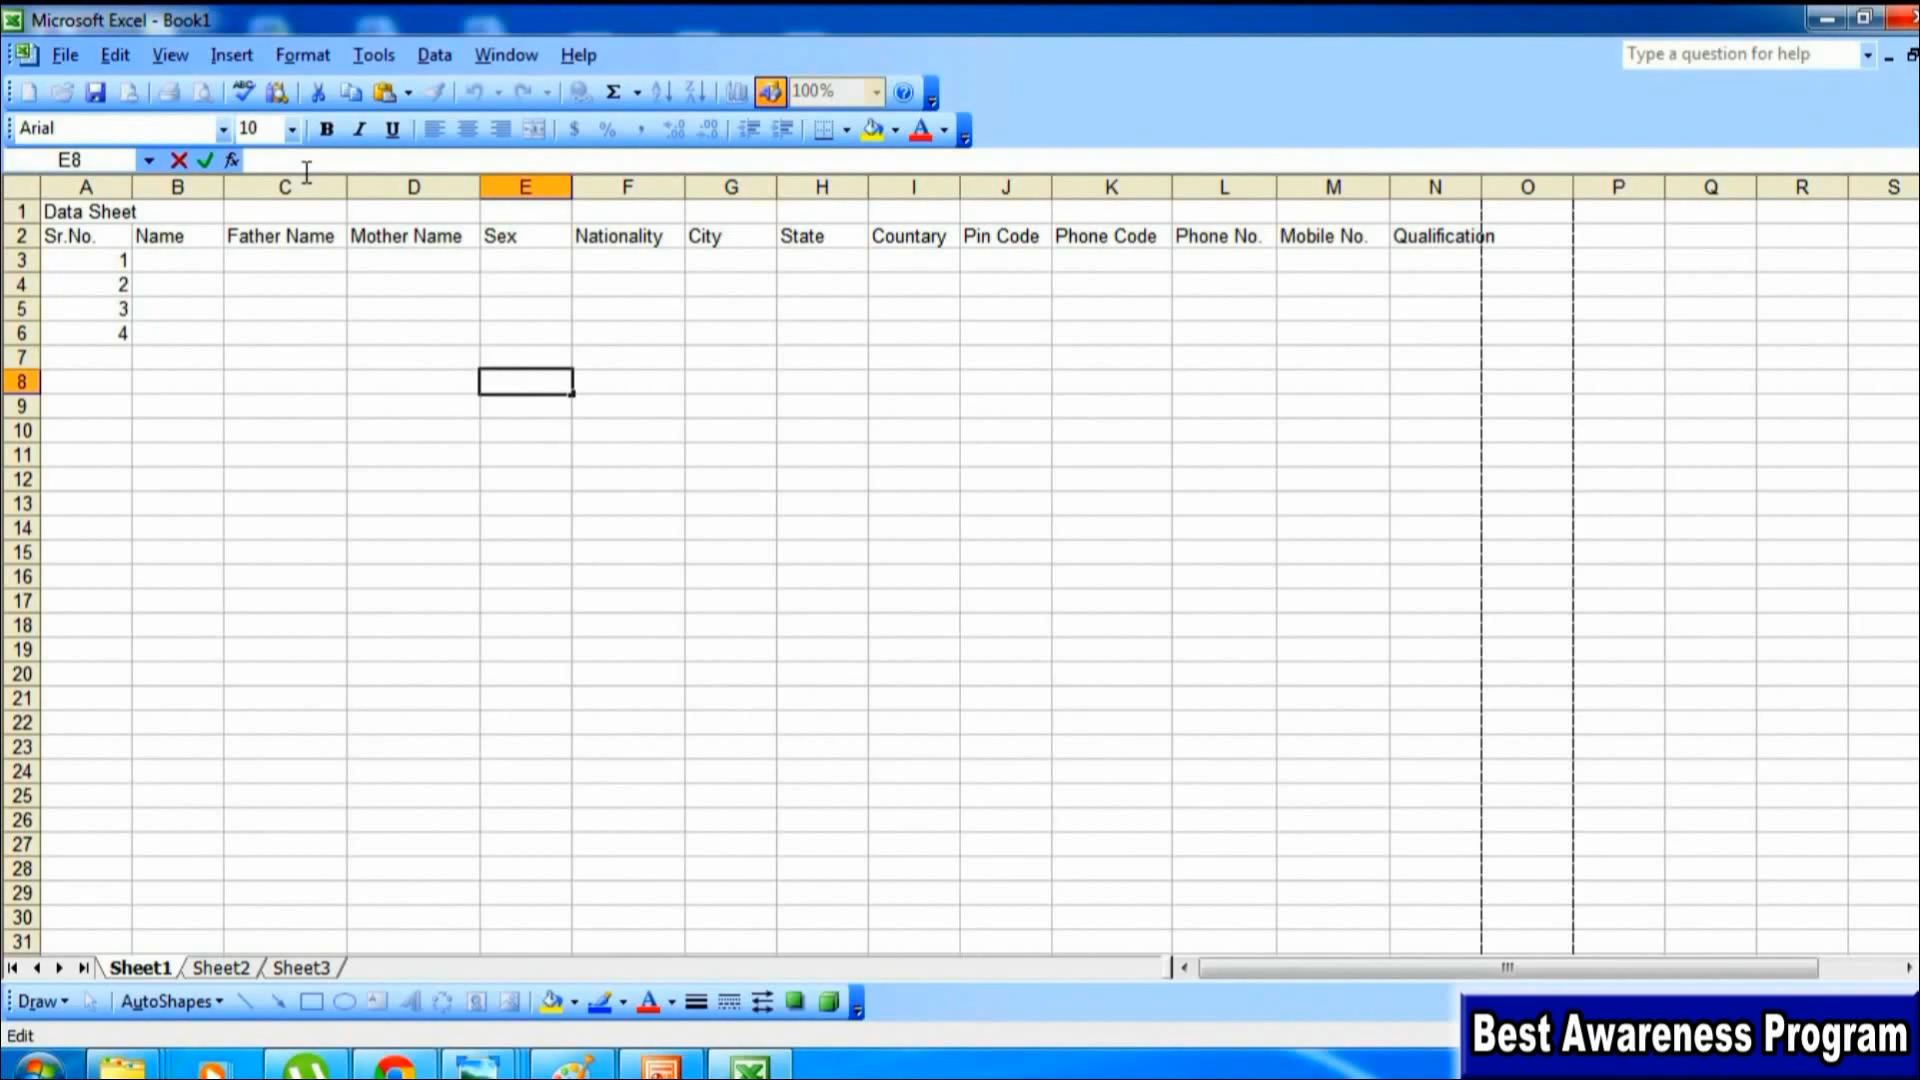 Microsoft Excel - Book1
File Edit View Insert Format Tools Data Window Help Type a question for help
100%
Arial 10 B I U $ % ,
E8 fx
A B C D E F G H I J K L M N O P Q R S
1 Data Sheet
2 Sr.No. Name Father Name Mother Name Sex Nationality City State Countary Pin Code Phone Code Phone No. Mobile No. Qualification
3 1
4 2
5 3
6 4
7
8
9
10
11
12
13
14
15
16
17
18
19
20
21
22
23
24
25
26
27
28
29
30
31
Sheet1 Sheet2 Sheet3
Draw AutoShapes
Edit
Best Awareness Program